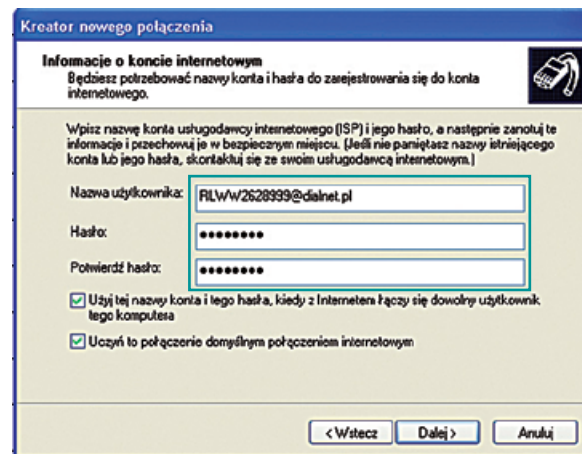 Kreator nowego połączenia
Informacje o koncie internetowym
Będziesz potrzebować nazwy konta i hasła do zarejestrowania się do konta
internetowego.
Wpisz nazwę konta usługodawcy internetowego (ISP) i jego hasło, a następnie zanotuj te
informacje i przechowuj je w bezpiecznym miejscu. (Jeśli nie pamiętasz nazwy istniejącego
konta lub jego hasła, skontaktuj się ze swoim usługodawcą internetowym.)
Nazwa użytkownika: RLWW2628999@dialnet.pl
Hasło: ●●●●●●●●
Potwierdź hasło: ●●●●●●●●
Użyj tej nazwy konta i tego hasła, kiedy z Internetem łączy się dowolny użytkownik
tego komputera
Uczyń to połączenie domyślnym połączeniem internetowym
< Wstecz Dalej > Anuluj